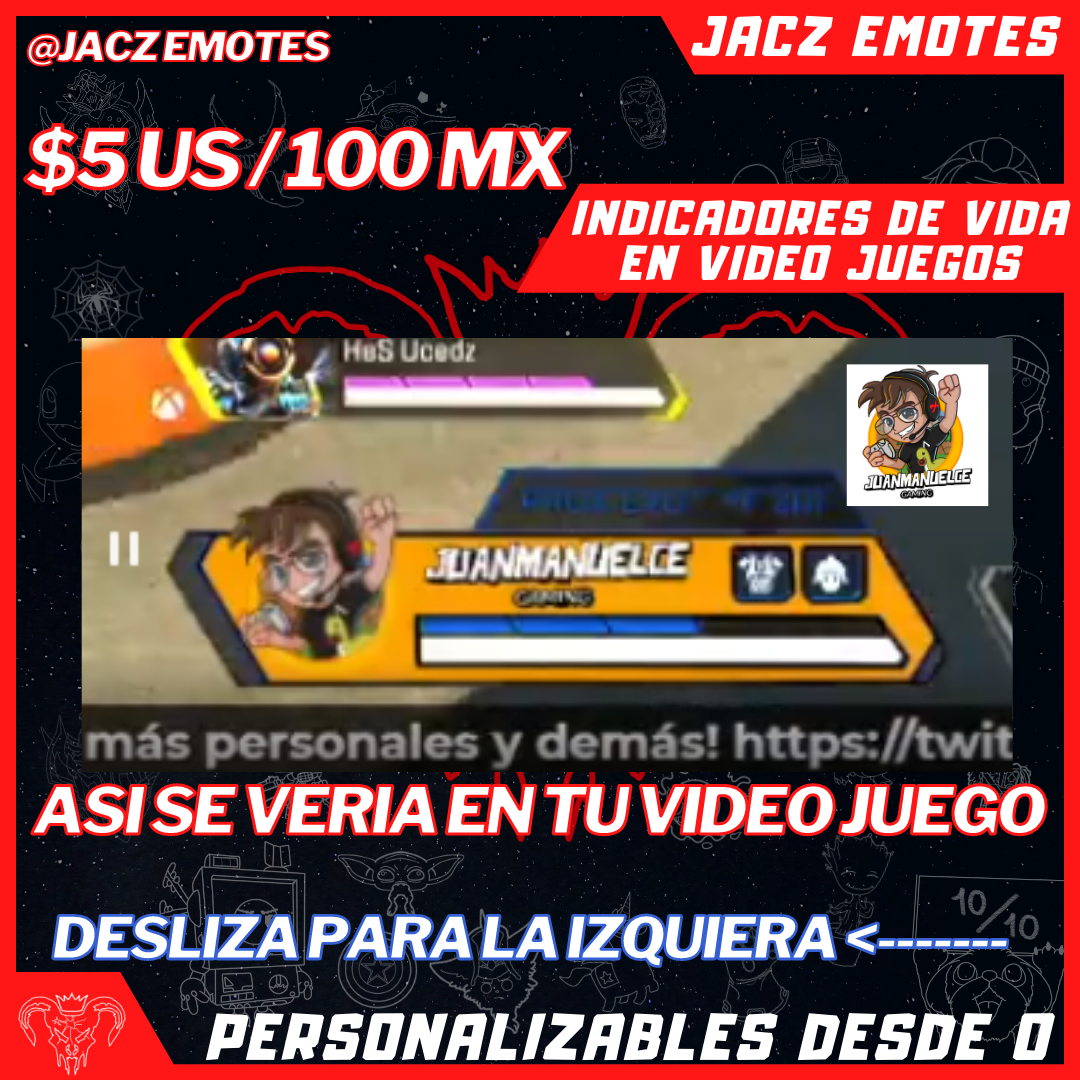 @JACZ EMOTES
JACZ EMOTES
$5 US / 100 MX
INDICADORES DE VIDA
EN VIDEO JUEGOS
HeS Ucedz
JUANMANUELCE
GAMING
JUANMANUELCE
GAMING
más personales y demás! https://twit
ASI SE VERIA EN TU VIDEO JUEGO
10/10
DESLIZA PARA LA IZQUIERA <-------
PERSONALIZABLES DESDE 0